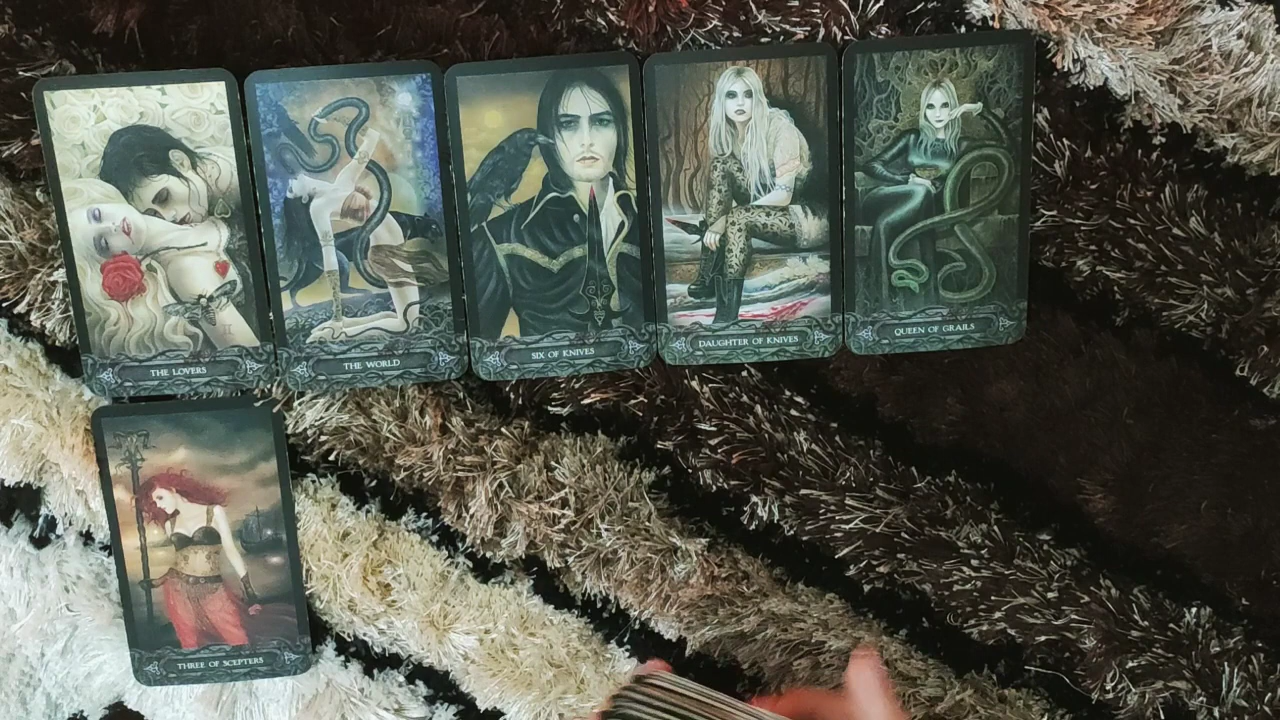 THE LOVERS
THE WORLD
SIX OF KNIVES
DAUGHTER OF KNIVES
QUEEN OF GRAILS
THREE OF SCEPTERS